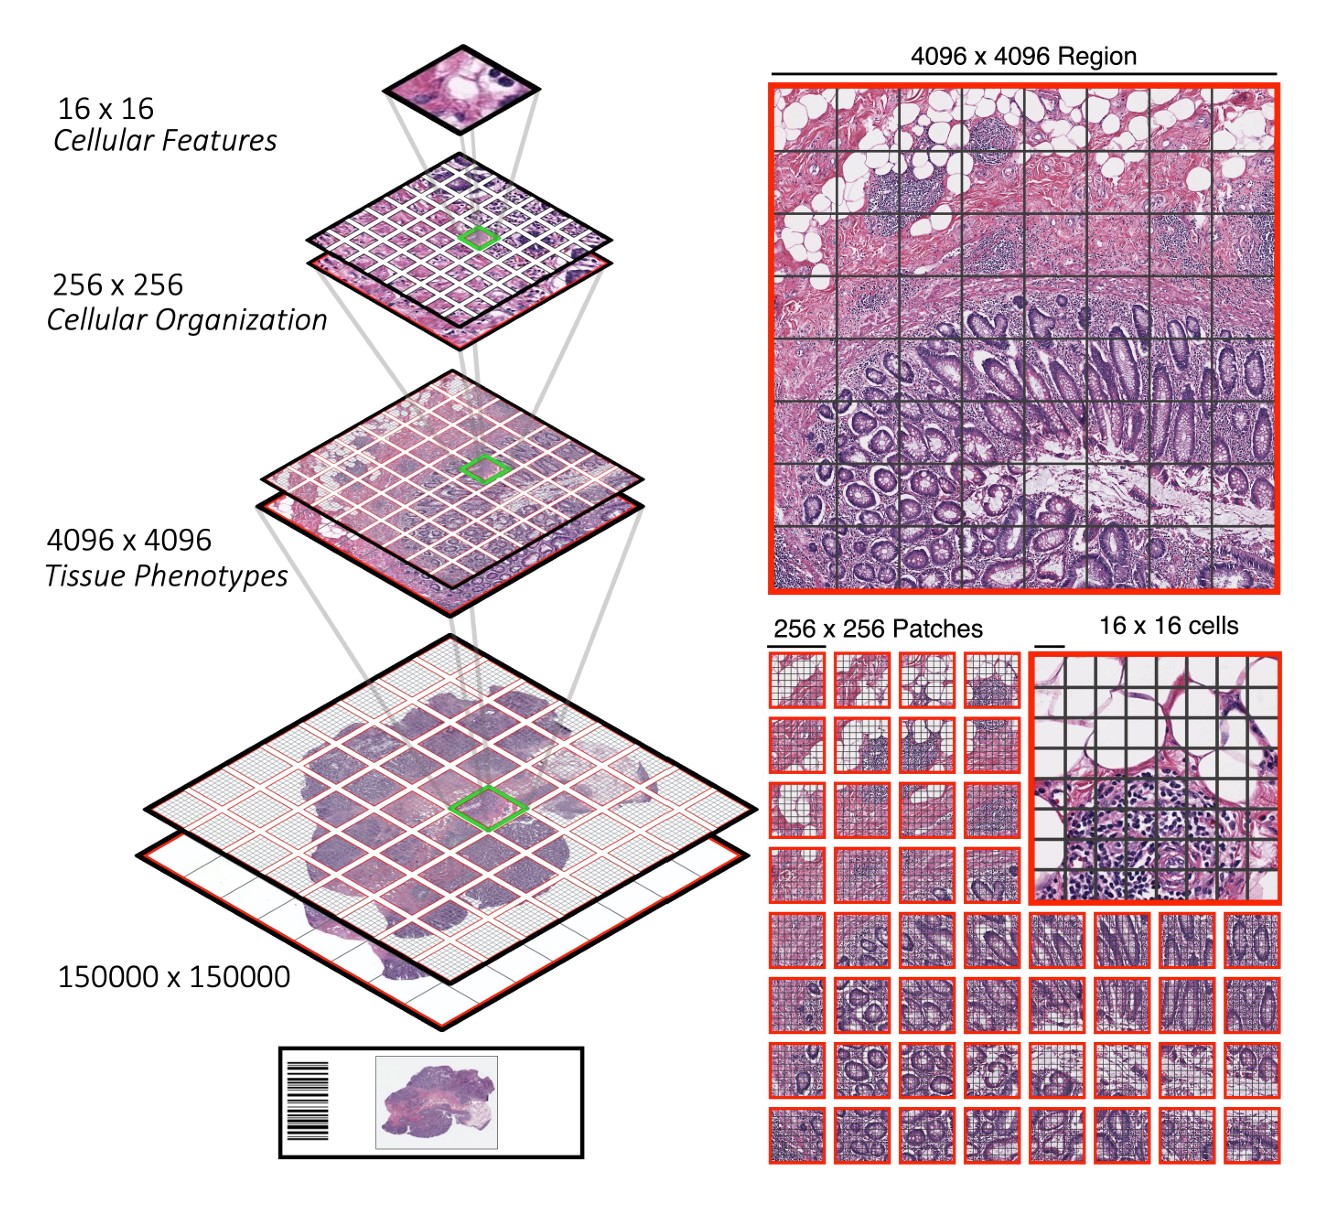 16 x 16
Cellular Features
256 x 256
Cellular Organization
4096 x 4096
Tissue Phenotypes
150000 x 150000
4096 x 4096 Region
256 x 256 Patches
16 x 16 cells